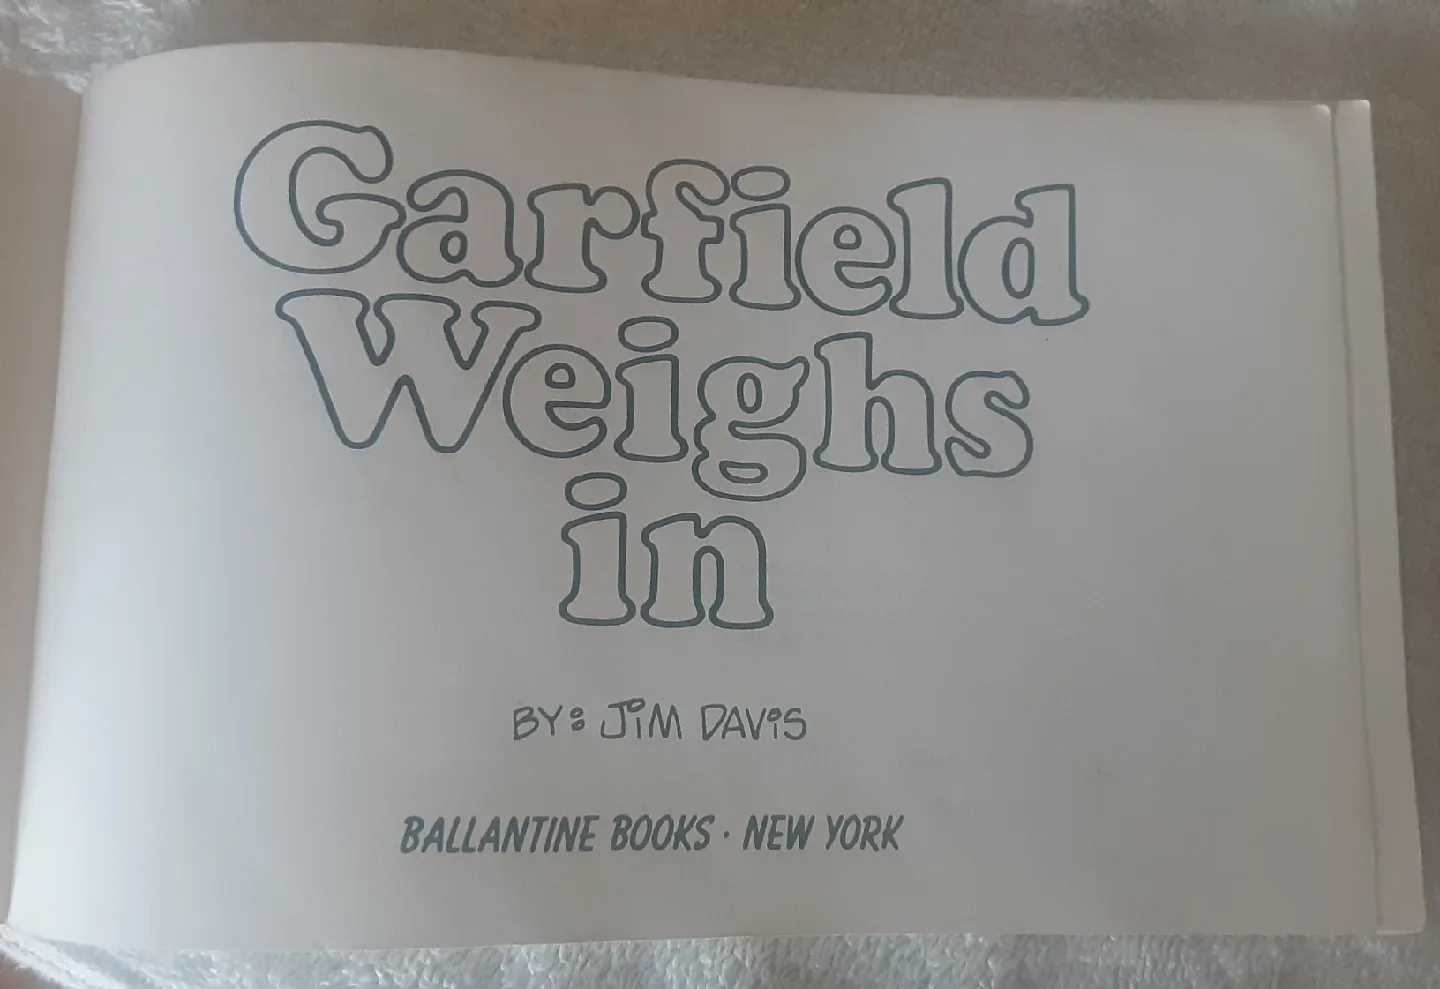 Garfield
Weighs
in
BY: JiM DAViS
BALLANTINE BOOKS · NEW YORK